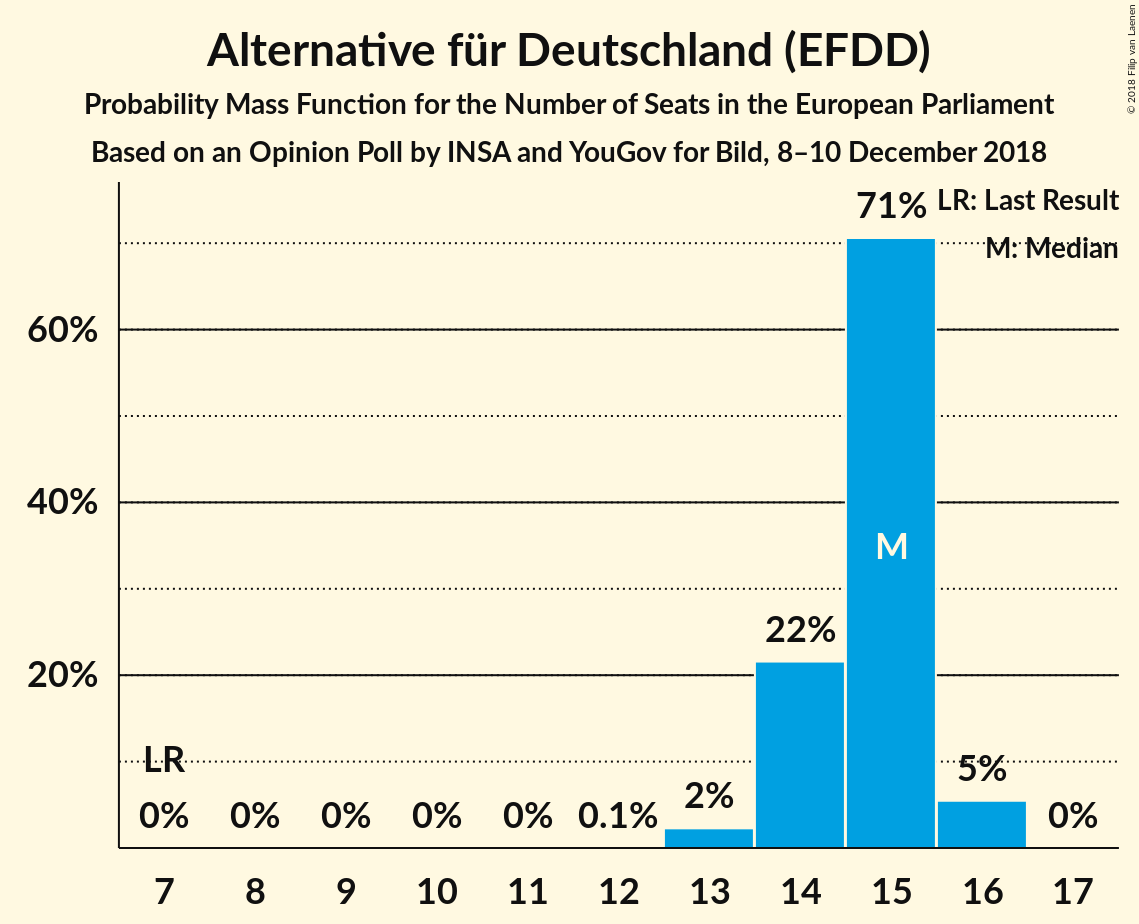 Alternative für Deutschland (EFDD)
Probability Mass Function for the Number of Seats in the European Parliament
Based on an Opinion Poll by INSA and YouGov for Bild, 8–10 December 2018
© 2018 Filip van Laenen
71% LR: Last Result
M: Median
60%
40%
M
22%
20%
LR
5%
2%
0% 0% 0% 0% 0% 0.1% 0%
7 8 9 10 11 12 13 14 15 16 17